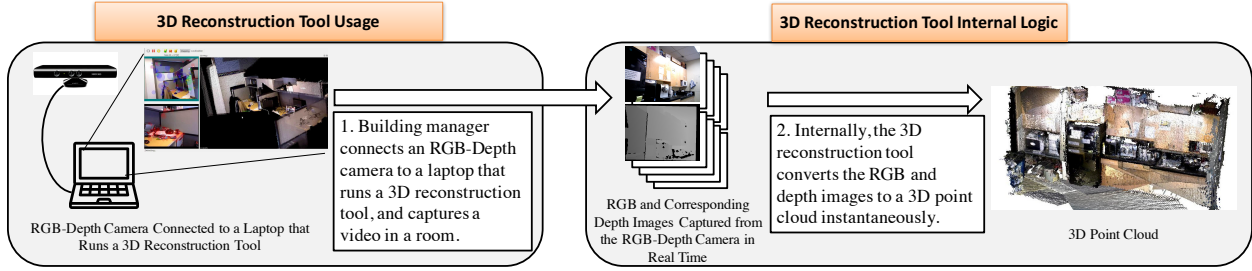 3D Reconstruction Tool Usage
3D Reconstruction Tool Internal Logic
1. Building manager
connects an RGB-Depth
camera to a laptop that
runs a 3D reconstruction
tool, and captures a
video in a room.
RGB-Depth Camera Connected to a Laptop that
Runs a 3D Reconstruction Tool
RGB and Corresponding
Depth Images Captured from
the RGB-Depth Camera in
Real Time
2. Internally, the 3D
reconstruction tool
converts the RGB and
depth images to a 3D point
cloud instantaneously.
3D Point Cloud